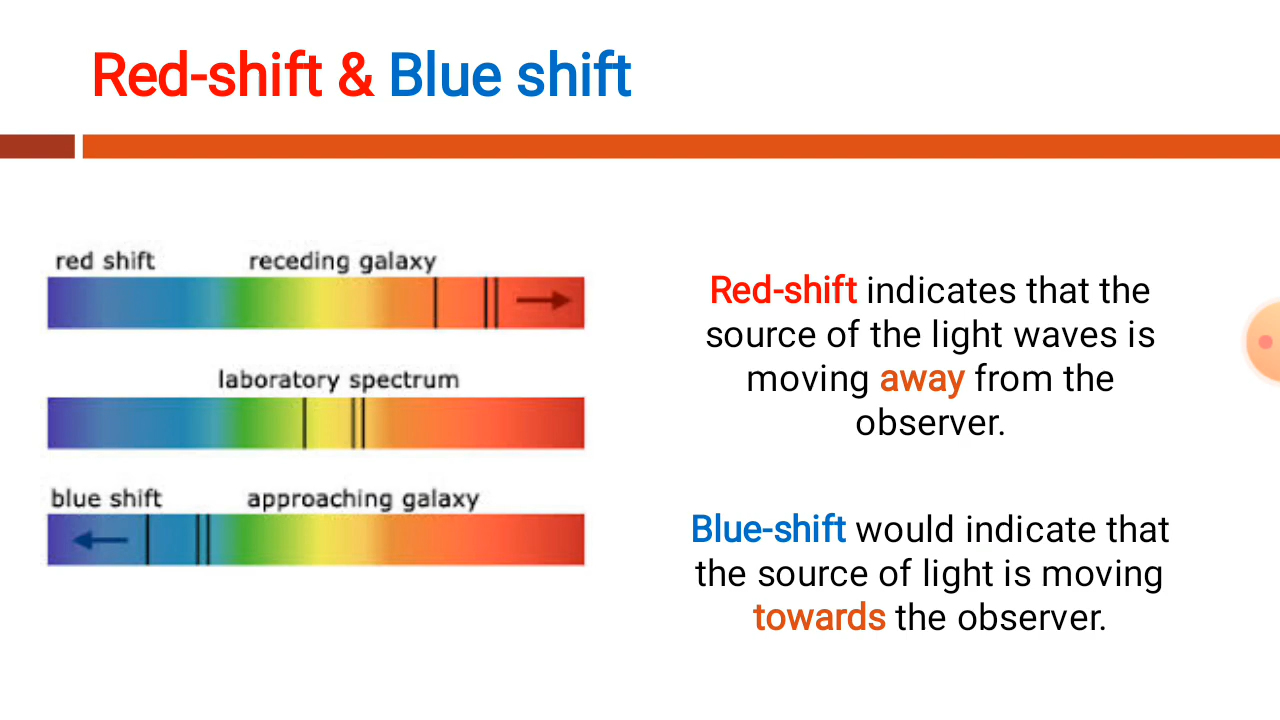 Red-shift & Blue shift
red shift receding galaxy
laboratory spectrum
blue shift approaching galaxy
Red-shift indicates that the
source of the light waves is
moving away from the
observer.
Blue-shift would indicate that
the source of light is moving
towards the observer.